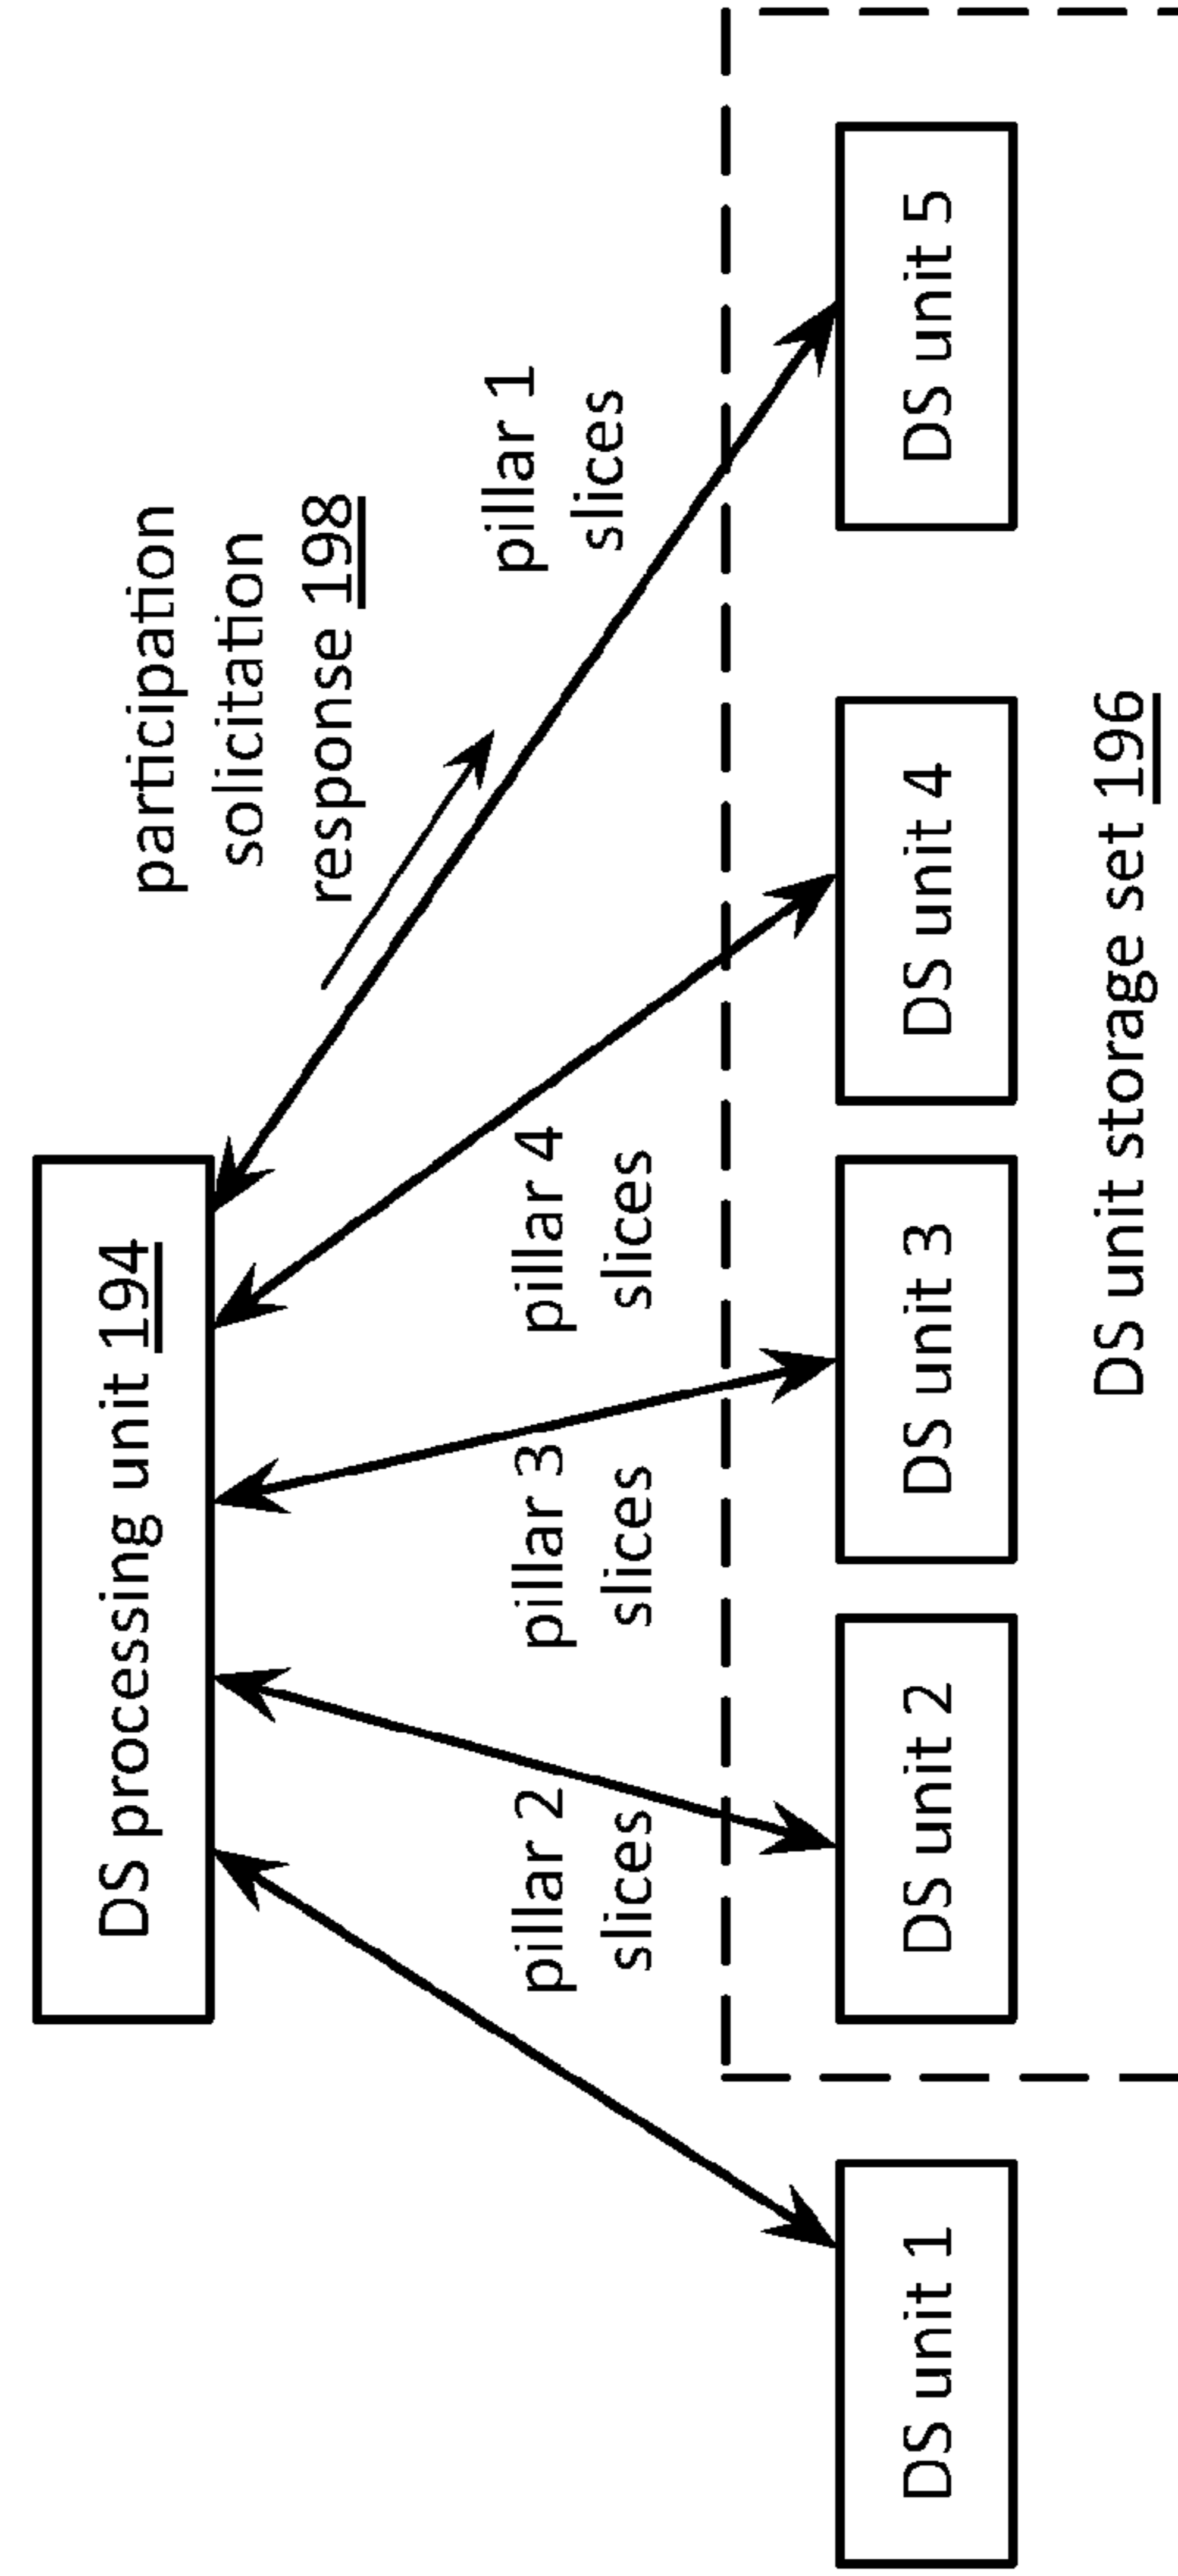 DS processing unit 194
participation
solicitation
response 198
pillar 2
slices
pillar 3
slices
pillar 4
slices
pillar 1
slices
DS unit 1
DS unit 2
DS unit 3
DS unit 4
DS unit 5
DS unit storage set 196